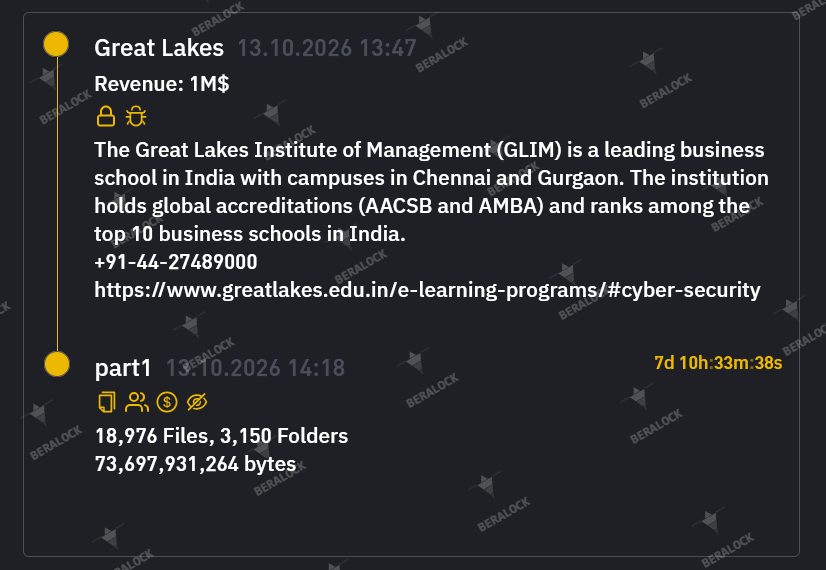 Great Lakes 13.10.2026 13:47
Revenue: 1M$
The Great Lakes Institute of Management (GLIM) is a leading business
school in India with campuses in Chennai and Gurgaon. The institution
holds global accreditations (AACSB and AMBA) and ranks among the
top 10 business schools in India.
+91-44-27489000
https://www.greatlakes.edu.in/e-learning-programs/#cyber-security
part1 13.10.2026 14:18
7d 10h:33m:38s
18,976 Files, 3,150 Folders
73,697,931,264 bytes
BERALOCK